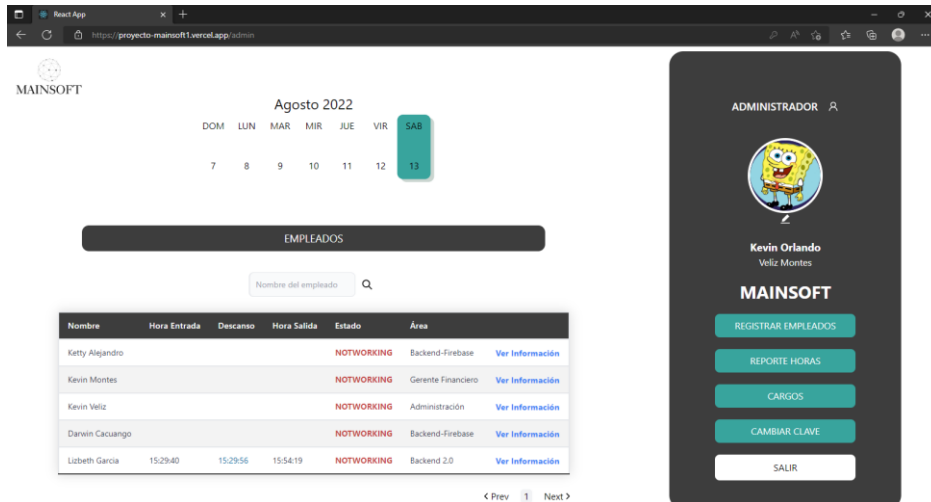 React App
https://proyecto-mainsoft1.vercel.app/admin
MAINSOFT
Agosto 2022
DOM LUN MAR MIR JUE VIR SAB
7 8 9 10 11 12 13
EMPLEADOS
Nombre del empleado
Nombre Hora Entrada Descanso Hora Salida Estado Área
Ketty Alejandro NOTWORKING Backend-Firebase Ver Información
Kevin Montes NOTWORKING Gerente Financiero Ver Información
Kevin Veliz NOTWORKING Administración Ver Información
Darwin Cacuango NOTWORKING Backend-Firebase Ver Información
Lizbeth Garcia 15:29:40 15:29:56 15:54:19 NOTWORKING Backend 2.0 Ver Información
Prev 1 Next
ADMINISTRADOR
Kevin Orlando
Veliz Montes
MAINSOFT
REGISTRAR EMPLEADOS
REPORTE HORAS
CARGOS
CAMBIAR CLAVE
SALIR